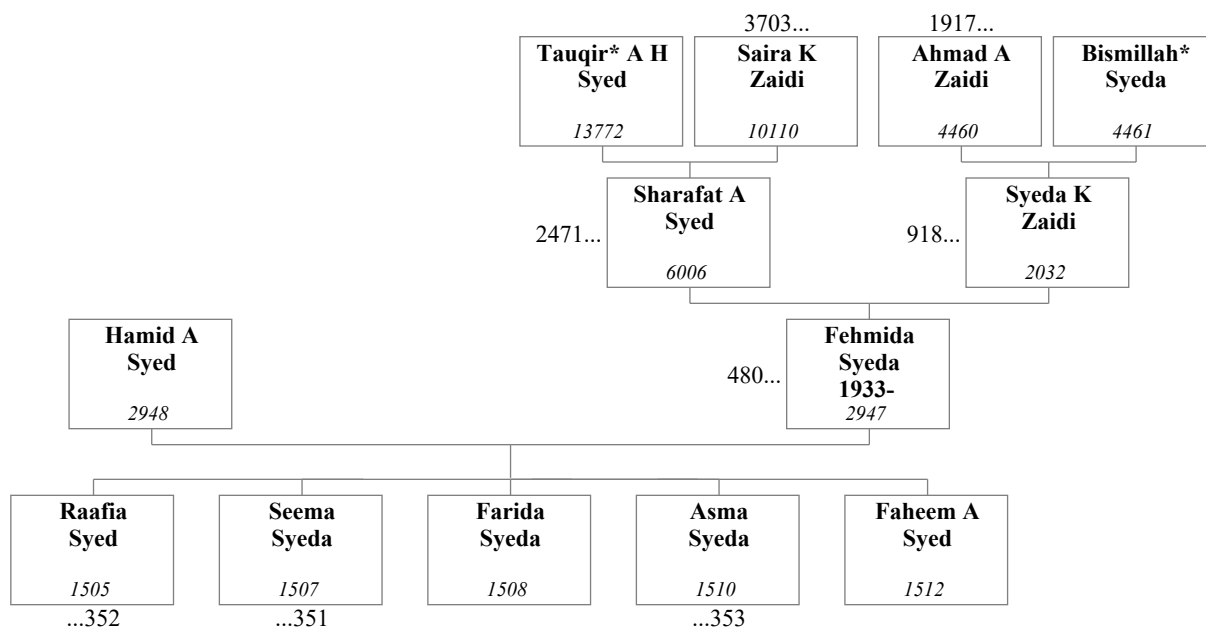 3703...
1917...
Tauqir* A H
Syed
13772
Saira K
Zaidi
10110
Ahmad A
Zaidi
4460
Bismillah*
Syeda
4461
2471...
Sharafat A
Syed
6006
918...
Syeda K
Zaidi
2032
Hamid A
Syed
2948
480...
Fehmida
Syeda
1933-
2947
Raafia
Syed
1505
...352
Seema
Syeda
1507
...351
Farida
Syeda
1508
Asma
Syeda
1510
...353
Faheem A
Syed
1512